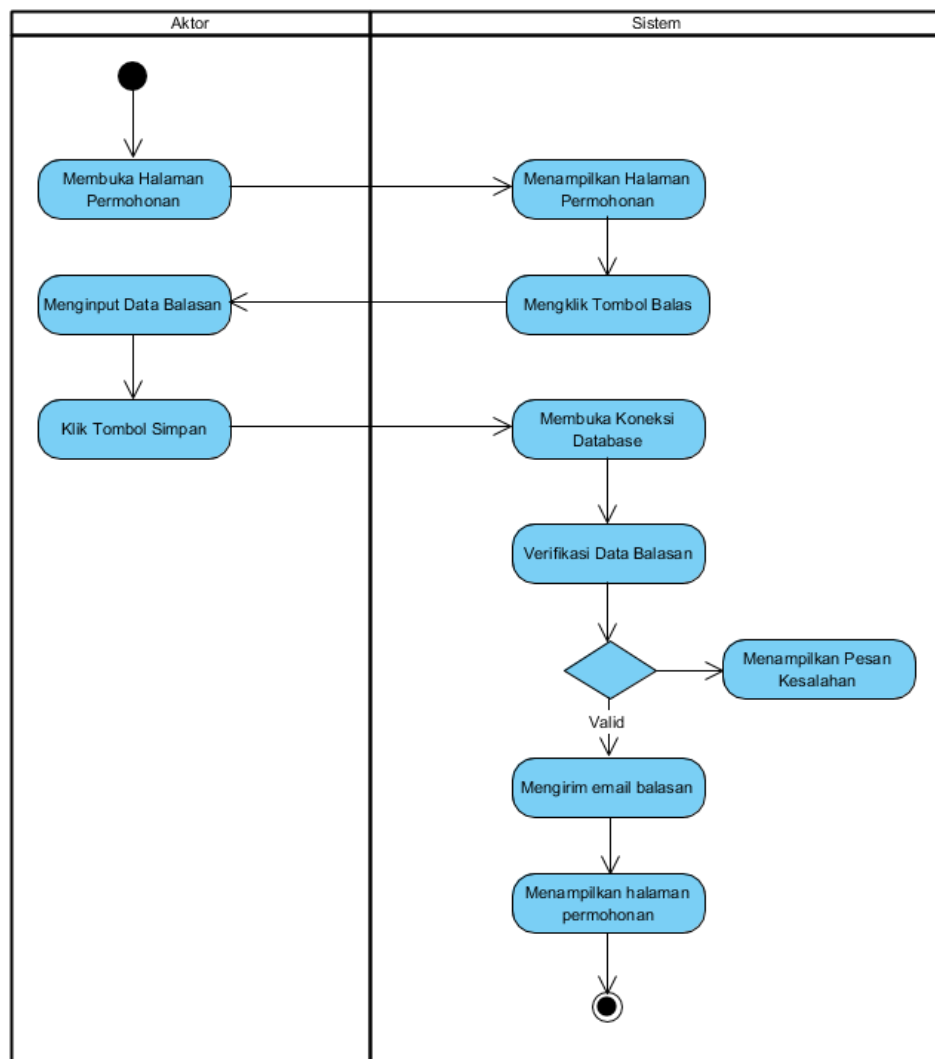 Aktor
Sistem
Membuka Halaman
Permohonan
Menampilkan Halaman
Permohonan
Menginput Data Balasan
Mengklik Tombol Balas
Klik Tombol Simpan
Membuka Koneksi
Database
Verifikasi Data Balasan
Menampilkan Pesan
Kesalahan
Valid
Mengirim email balasan
Menampilkan halaman
permohonan